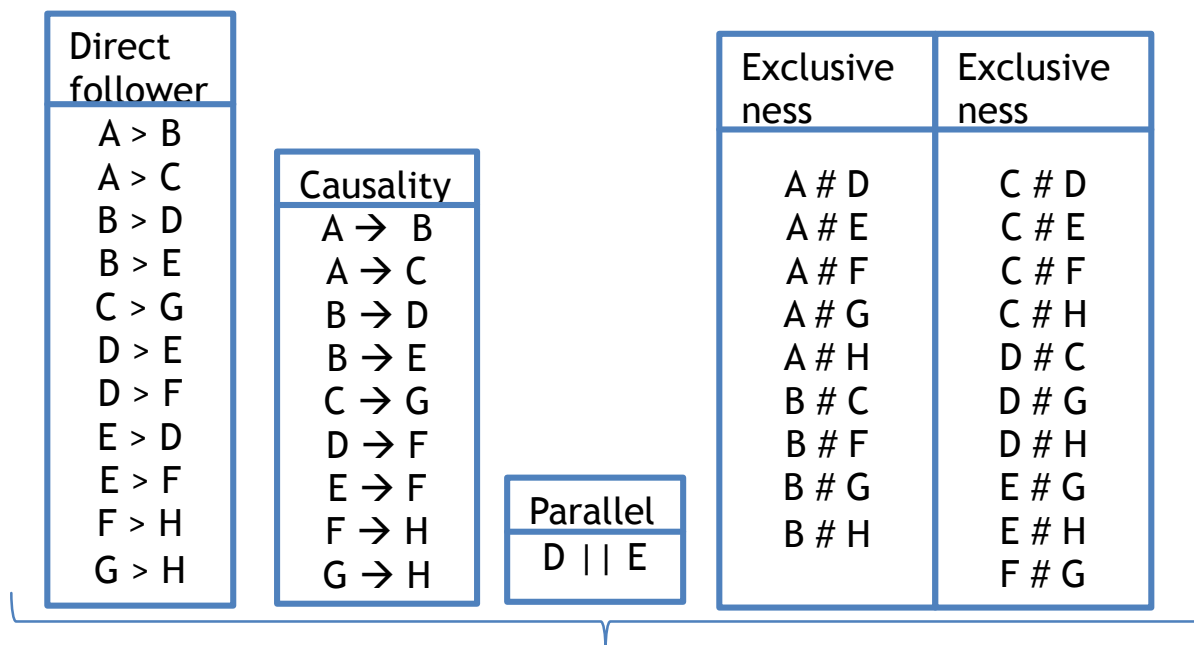 Direct
follower
A > B
A > C
B > D
B > E
C > G
D > E
D > F
E > D
E > F
F > H
G > H
Causality
A → B
A → C
B → D
B → E
C → G
D → F
E → F
F → H
G → H
Parallel
D || E
Exclusive
ness
A # D
A # E
A # F
A # G
A # H
B # C
B # F
B # G
B # H
Exclusive
ness
C # D
C # E
C # F
C # H
D # C
D # G
D # H
E # G
E # H
F # G